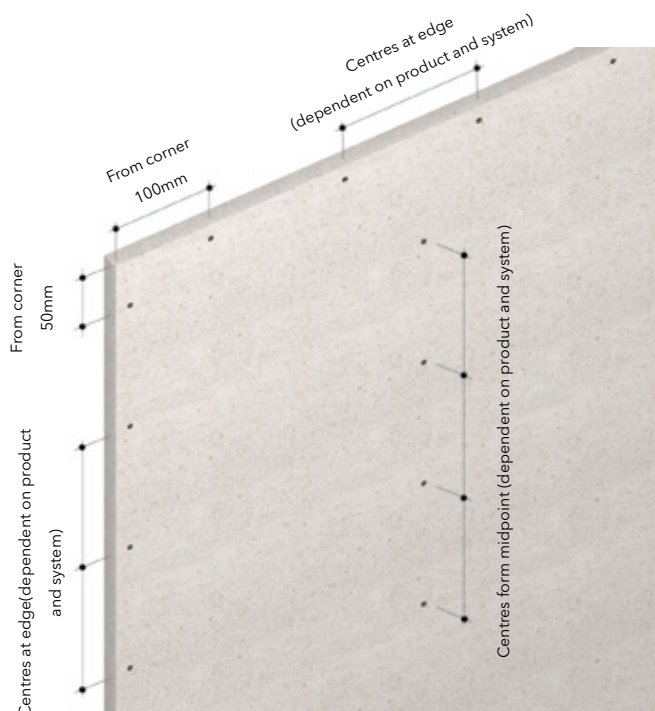 Centres at edge
(dependent on product and system)
From corner
100mm
From corner
50mm
Centres at edge(dependent on product
and system)
Centres form midpoint (dependent on product and system)